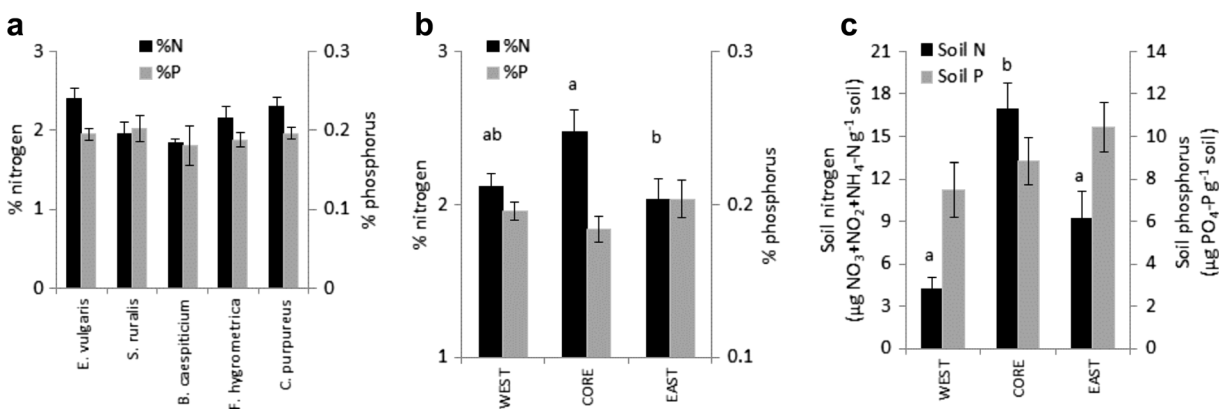 a
3
2
1
0
% nitrogen
%N
%P
0.3
0.2
0.1
0
% phosphorus
E. vulgaris
S. ruralis
B. caespiticium
F. hygrometrica
C. purpureus
b
3
2
1
% nitrogen
%N
%P
ab
a
b
0.3
0.2
0.1
% phosphorus
WEST
CORE
EAST
c
21
18
15
12
9
6
3
0
Soil nitrogen
(µg NO3+NO2+NH4-N g-1 soil)
Soil N
Soil P
a
b
a
14
12
10
8
6
4
2
0
Soil phosphorus
(µg PO4-P g-1 soil)
WEST
CORE
EAST